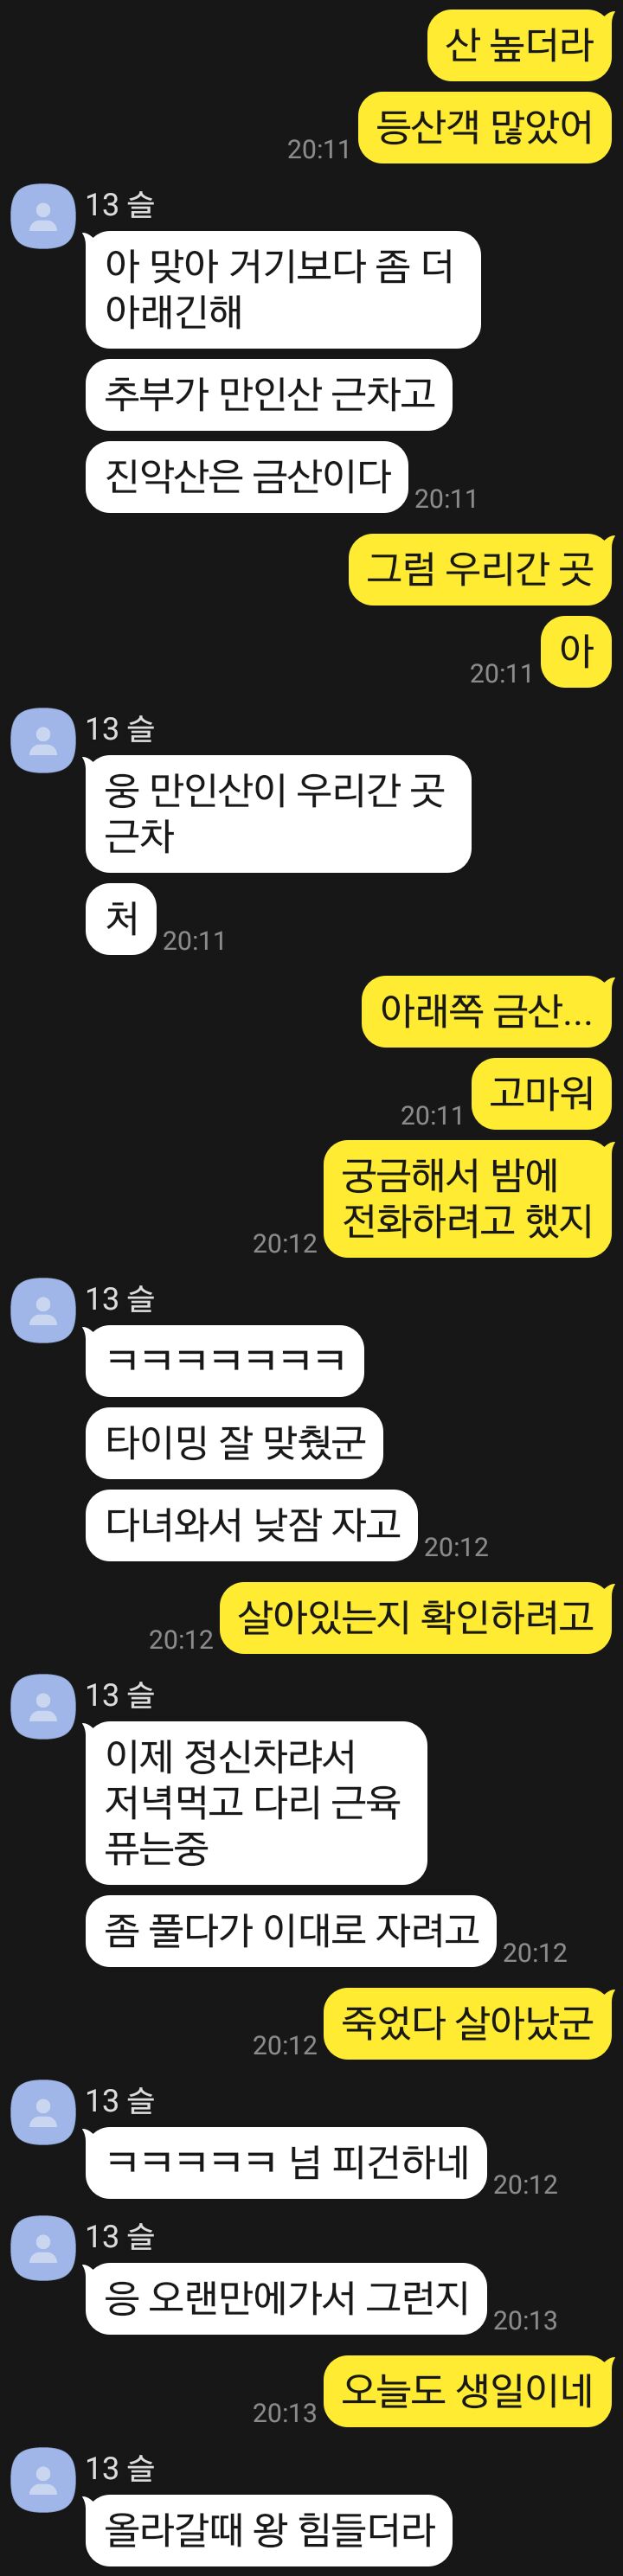 산 높더라
등산객 많았어
20:11
13 슬
아 맞아 거기보다 좀 더
아래긴해
추부가 만인산 근차고
진악산은 금산이다
20:11
그럼 우리간 곳
아
20:11
13 슬
웅 만인산이 우리간 곳
근차
처
20:11
아래쪽 금산...
고마워
20:11
궁금해서 밤에
전화하려고 했지
20:12
13 슬
ㅋㅋㅋㅋㅋㅋㅋ
타이밍 잘 맞췄군
다녀와서 낮잠 자고
20:12
살아있는지 확인하려고
20:12
13 슬
이제 정신차랴서
저녁먹고 다리 근육
퓨는중
좀 풀다가 이대로 자려고
20:12
죽었다 살아났군
20:12
13 슬
ㅋㅋㅋㅋㅋ 넘 피건하네
20:12
13 슬
응 오랜만에가서 그런지
20:13
오늘도 생일이네
20:13
13 슬
올라갈때 왕 힘들더라